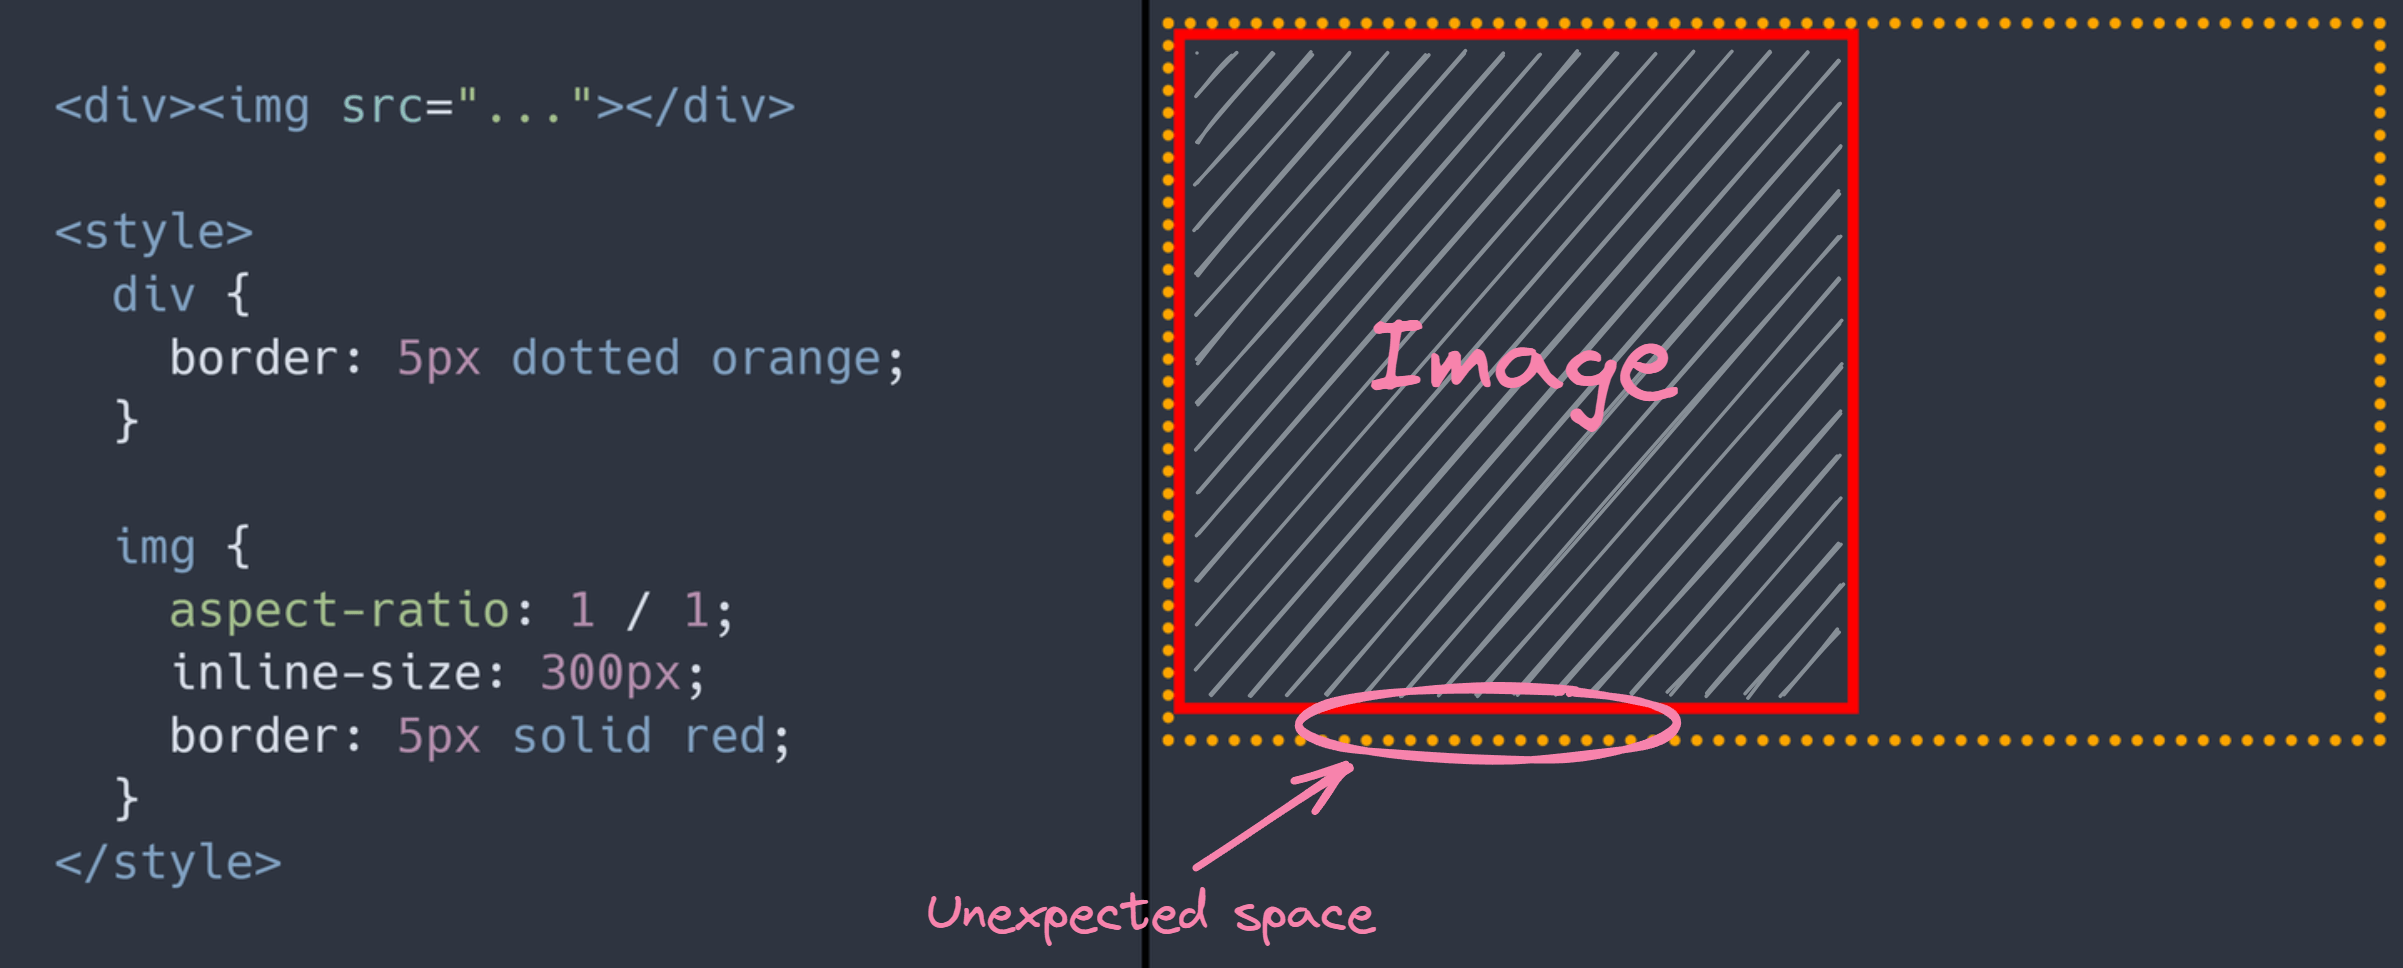 <div><img src="..."></div>
<style>
div {
border: 5px dotted orange;
}
img {
aspect-ratio: 1 / 1;
inline-size: 300px;
border: 5px solid red;
}
</style>
Image
Unexpected space